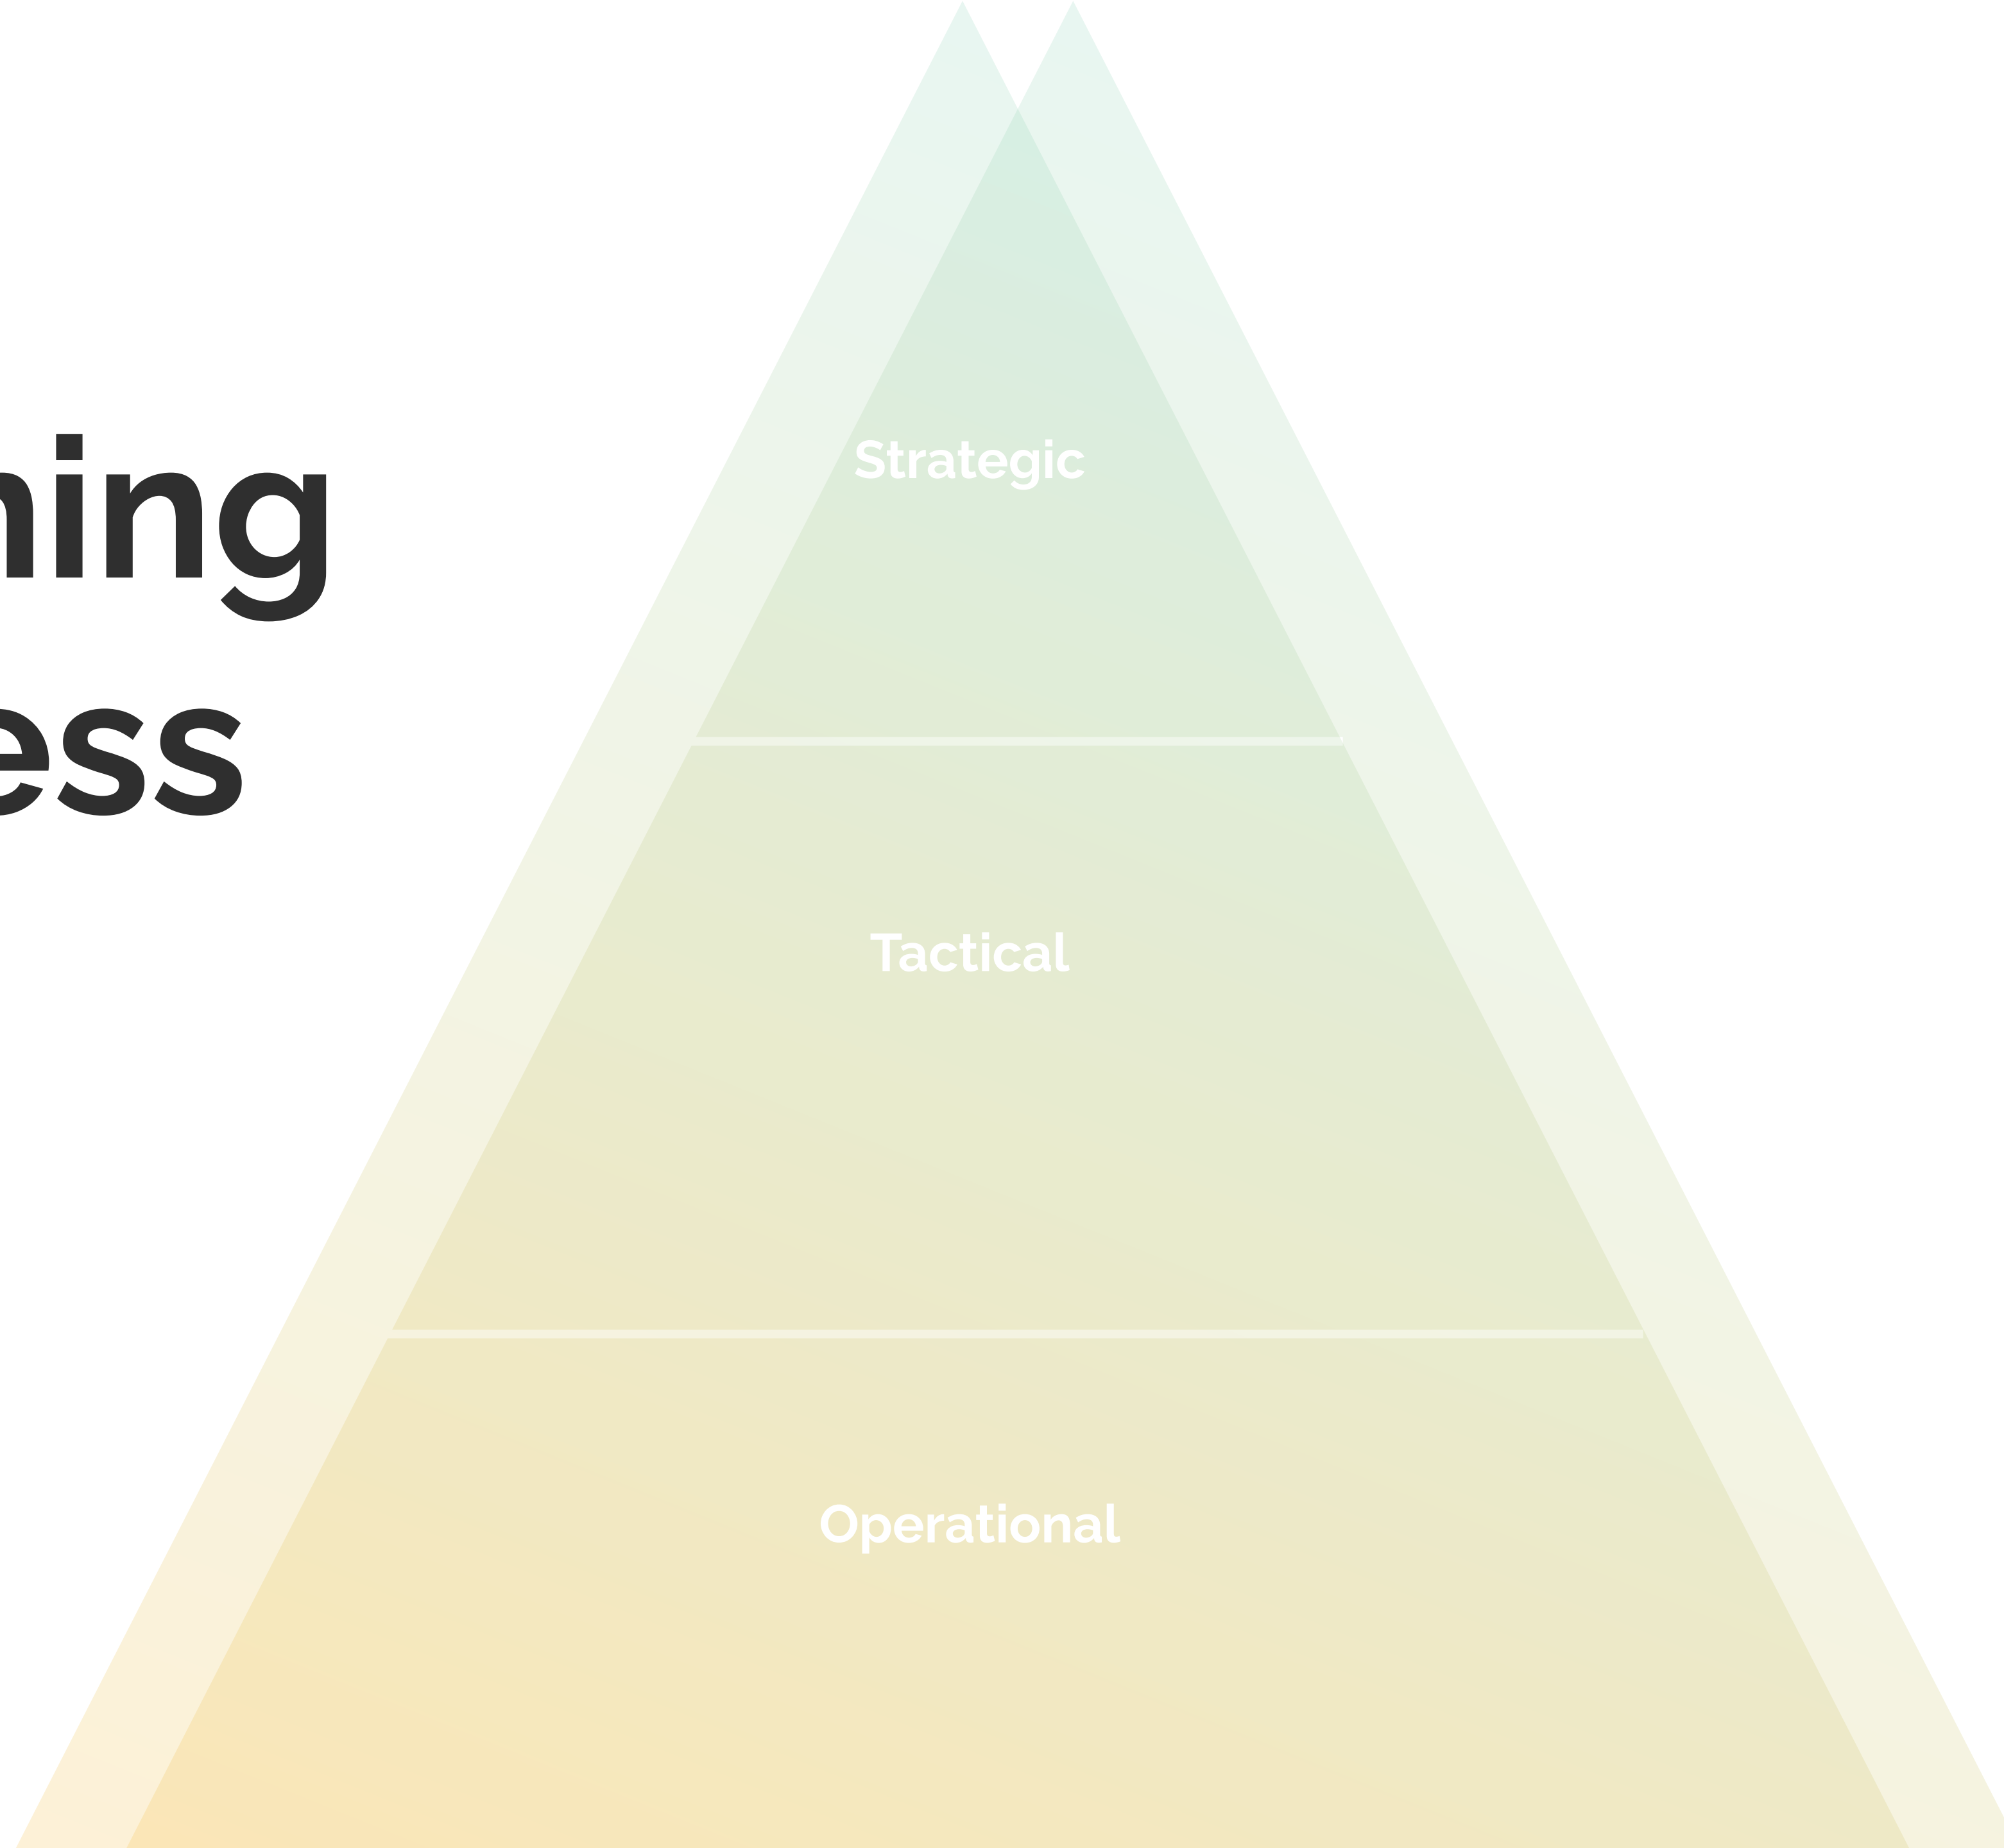 ning
ess
Strategic
Tactical
Operational